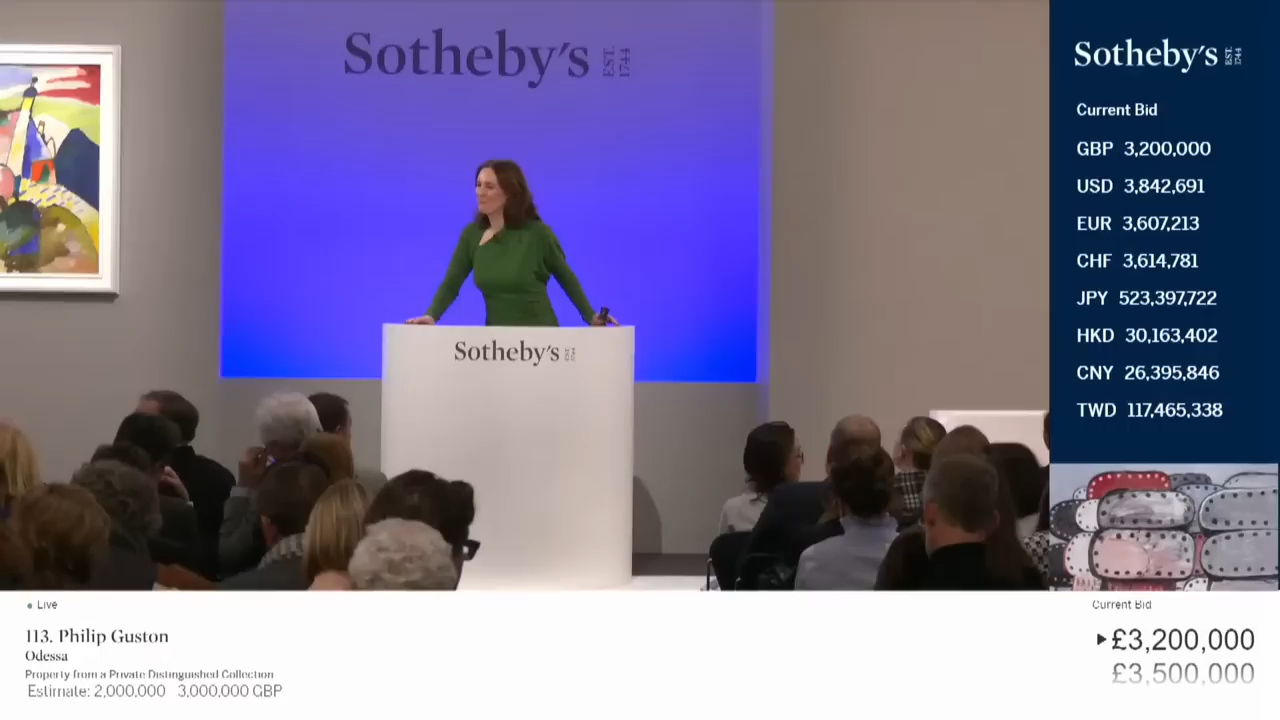 Sotheby's EST. 1744
Sotheby's EST. 1744
Sotheby's EST. 1744
Current Bid
GBP 3,200,000
USD 3,842,691
EUR 3,607,213
CHF 3,614,781
JPY 523,397,722
HKD 30,163,402
CNY 26,395,846
TWD 117,465,338
Live
113. Philip Guston
Odessa
Property from a Private Distinguished Collection
Estimate: 2,000,000 3,000,000 GBP
Current Bid
£3,200,000
£3,500,000